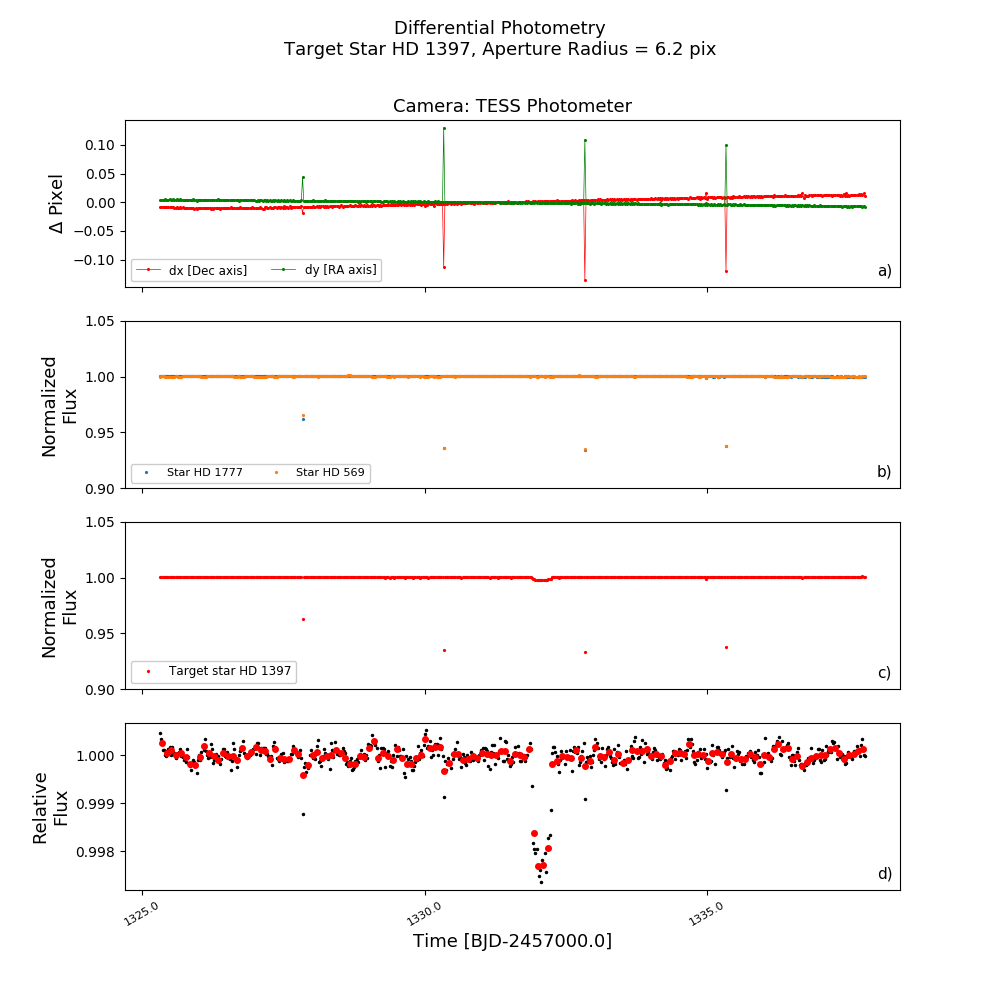 Differential Photometry
Target Star HD 1397, Aperture Radius = 6.2 pix
Camera: TESS Photometer
0.10
0.05
0.00
−0.05
−0.10
Δ Pixel
dx [Dec axis]
dy [RA axis]
a)
1.05
1.00
0.95
0.90
Normalized
Flux
Star HD 1777
Star HD 569
b)
1.05
1.00
0.95
0.90
Normalized
Flux
Target star HD 1397
c)
1.000
0.999
0.998
Relative
Flux
d)
1325.0
1330.0
1335.0
Time [BJD-2457000.0]